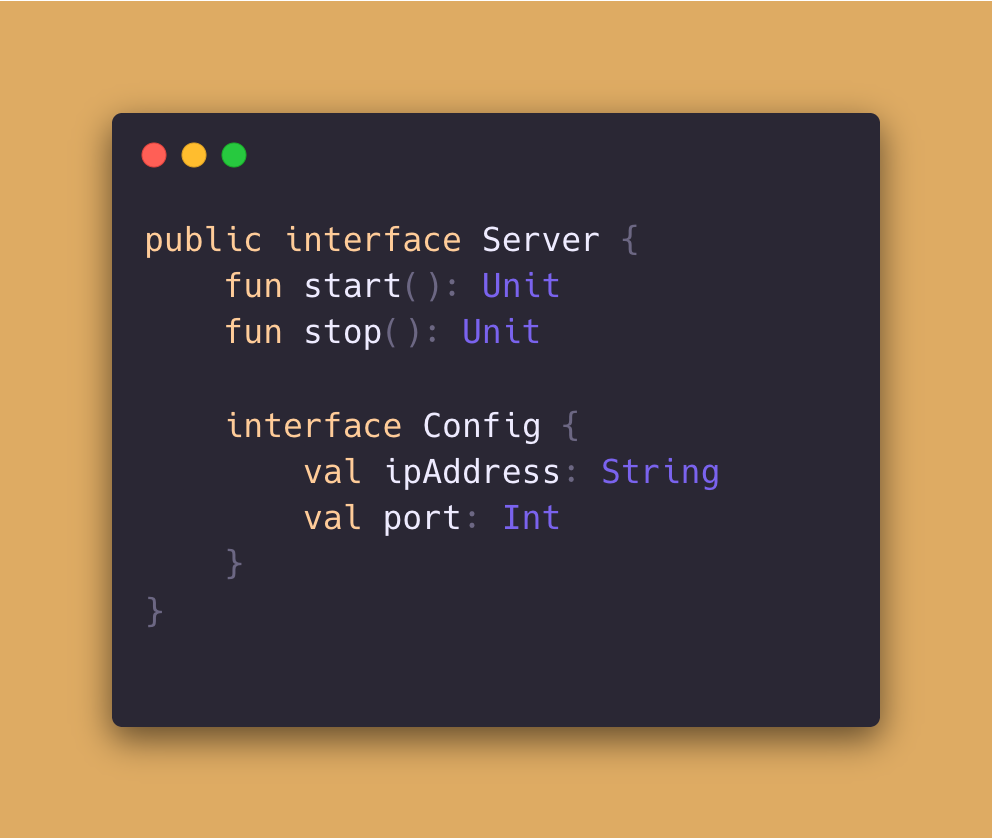 public interface Server {
    fun start(): Unit
    fun stop(): Unit

    interface Config {
        val ipAddress: String
        val port: Int
    }
}